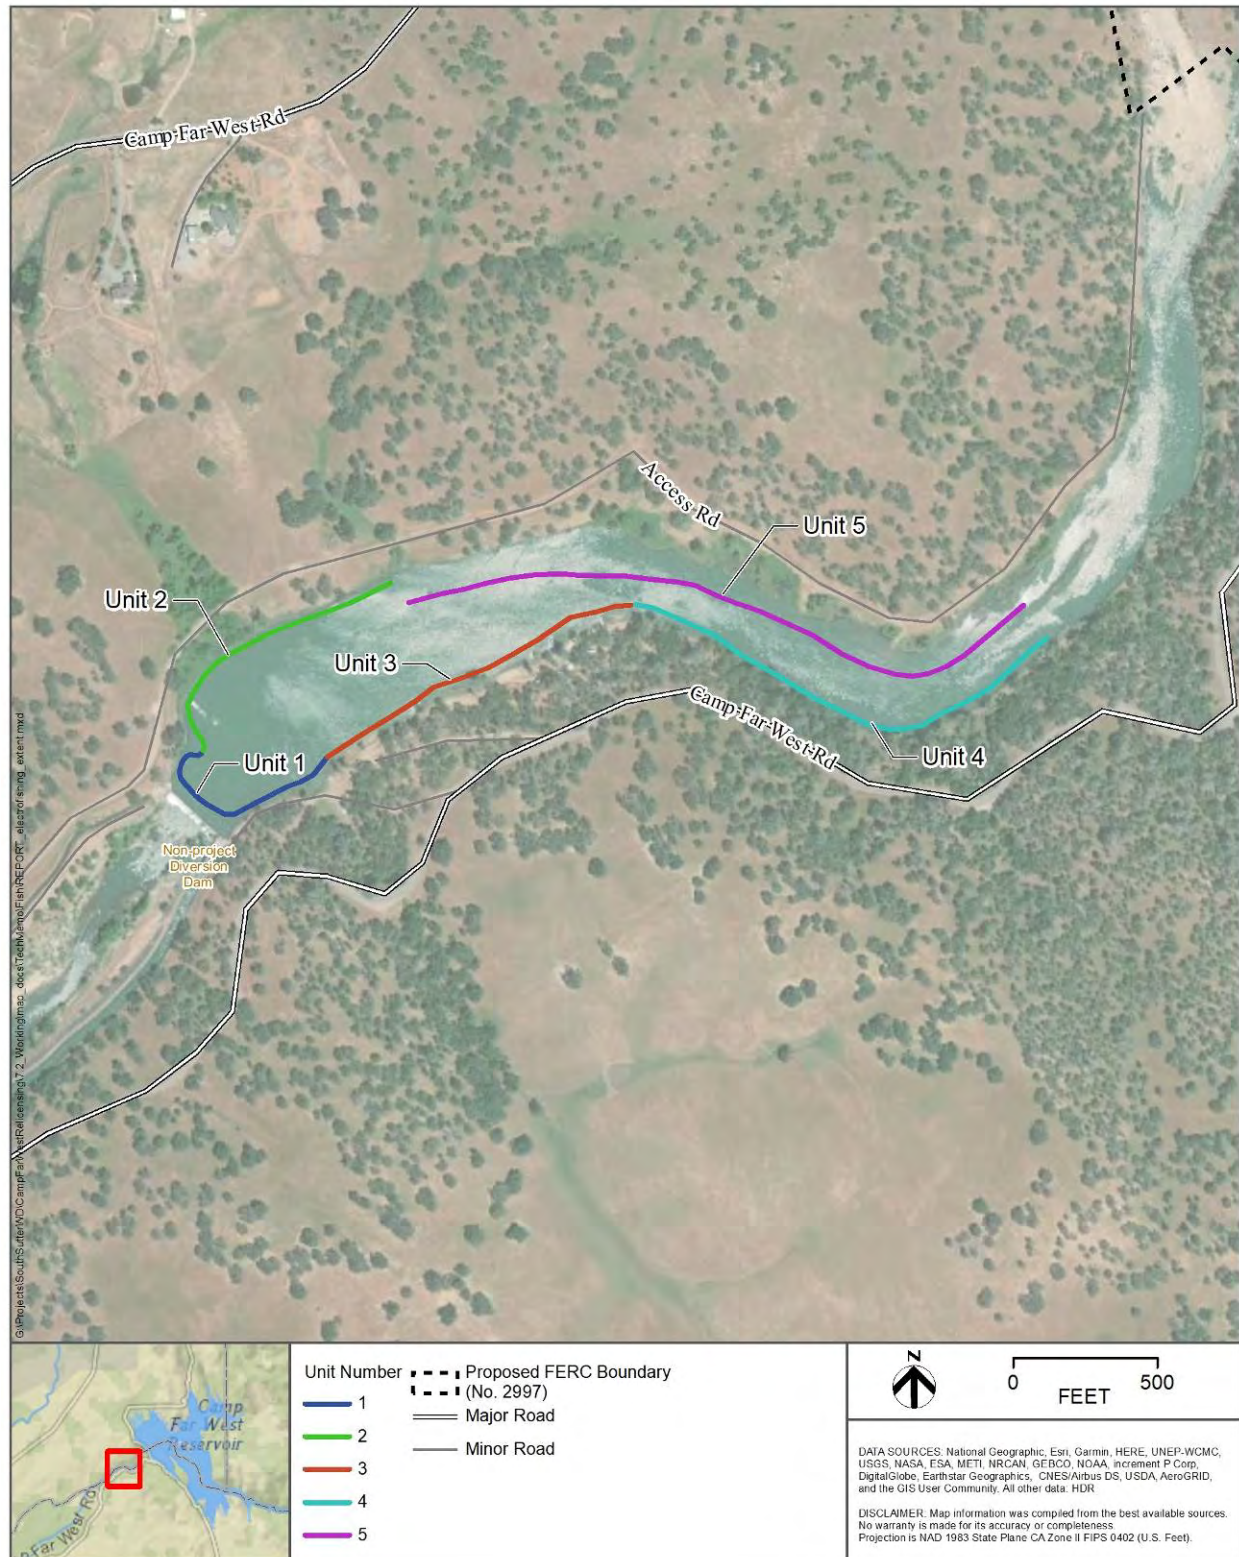 Camp-Far-West-Rd
Access Rd
Unit 5
Unit 2
Unit 3
Camp-Far-West-Rd
Unit 4
Unit 1
Non-project
Diversion
Dam
Camp
Far West
Reservoir
Far West Rd
Unit Number
1
2
3
4
5
Proposed FERC Boundary
(No. 2997)
Major Road
Minor Road
N
0 500
FEET
DATA SOURCES: National Geographic, Esri, Garmin, HERE, UNEP-WCMC,
USGS, NASA, ESA, METI, NRCAN, GEBCO, NOAA, increment P Corp,
DigitalGlobe, Earthstar Geographics, CNES/Airbus DS, USDA, AeroGRID,
and the GIS User Community. All other data: HDR
DISCLAIMER: Map information was compiled from the best available sources.
No warranty is made for its accuracy or completeness.
Projection is NAD 1983 State Plane CA Zone II FIPS 0402 (U.S. Feet).